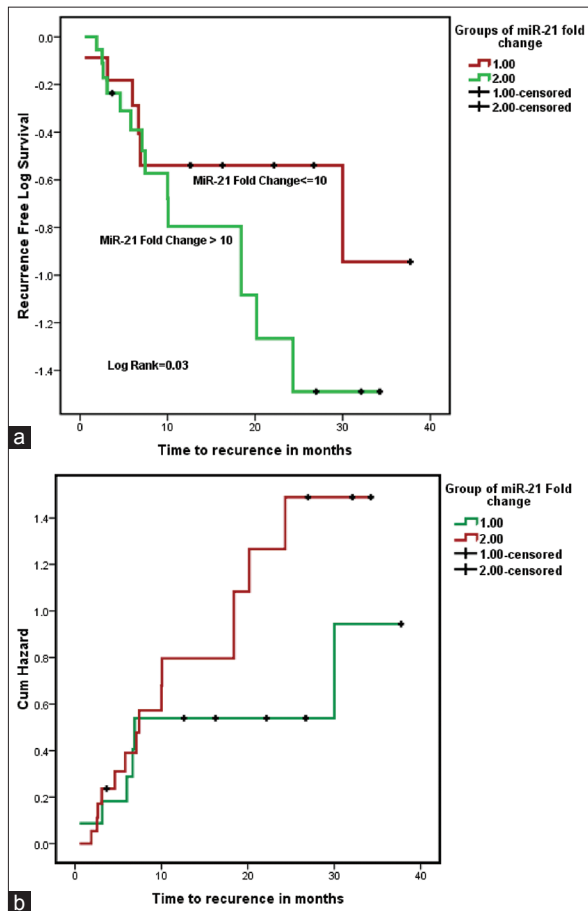 Groups of miR-21 fold
change
1.00
2.00
1.00-censored
2.00-censored
0.0
-0.2
-0.4
-0.6
-0.8
-1.0
-1.2
-1.4
Recurrence Free Log Survival
MiR-21 Fold Change<=10
MiR-21 Fold Change > 10
Log Rank=0.03
0
10
20
30
40
Time to recurence in months
a
Group of miR-21 Fold
change
1.00
2.00
1.00-censored
2.00-censored
1.4
1.2
1.0
0.8
0.6
0.4
0.2
0.0
Cum Hazard
0
10
20
30
40
Time to recurence in months
b